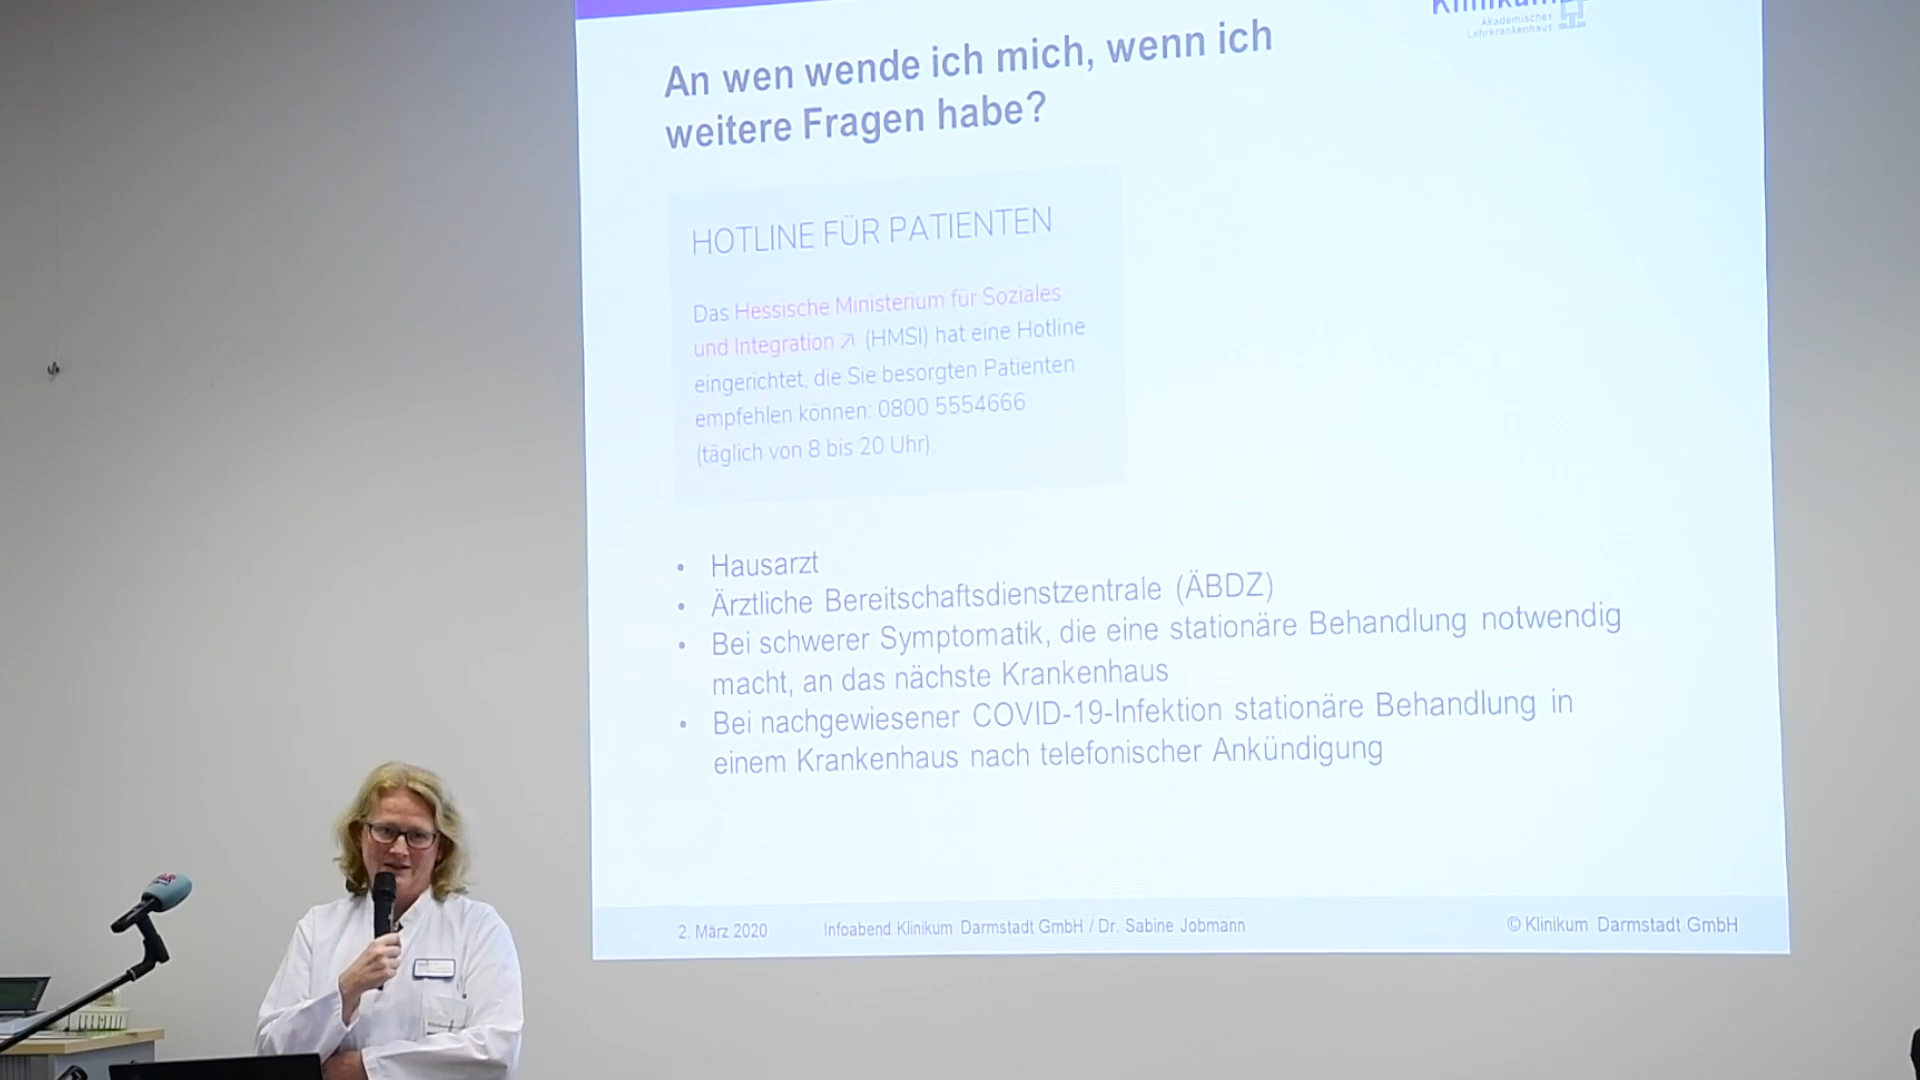 Akademisches
Lehrkrankenhaus
An wen wende ich mich, wenn ich
weitere Fragen habe?
HOTLINE FÜR PATIENTEN
Das Hessische Ministerium für Soziales
und Integration ↗ (HMSI) hat eine Hotline
eingerichtet, die Sie besorgten Patienten
empfehlen können: 0800 5554666
(täglich von 8 bis 20 Uhr).
• Hausarzt
• Ärztliche Bereitschaftsdienstzentrale (ÄBDZ)
• Bei schwerer Symptomatik, die eine stationäre Behandlung notwendig
macht, an das nächste Krankenhaus
• Bei nachgewiesener COVID-19-Infektion stationäre Behandlung in
einem Krankenhaus nach telefonischer Ankündigung
2. März 2020 Infoabend Klinikum Darmstadt GmbH / Dr. Sabine Jobmann © Klinikum Darmstadt GmbH